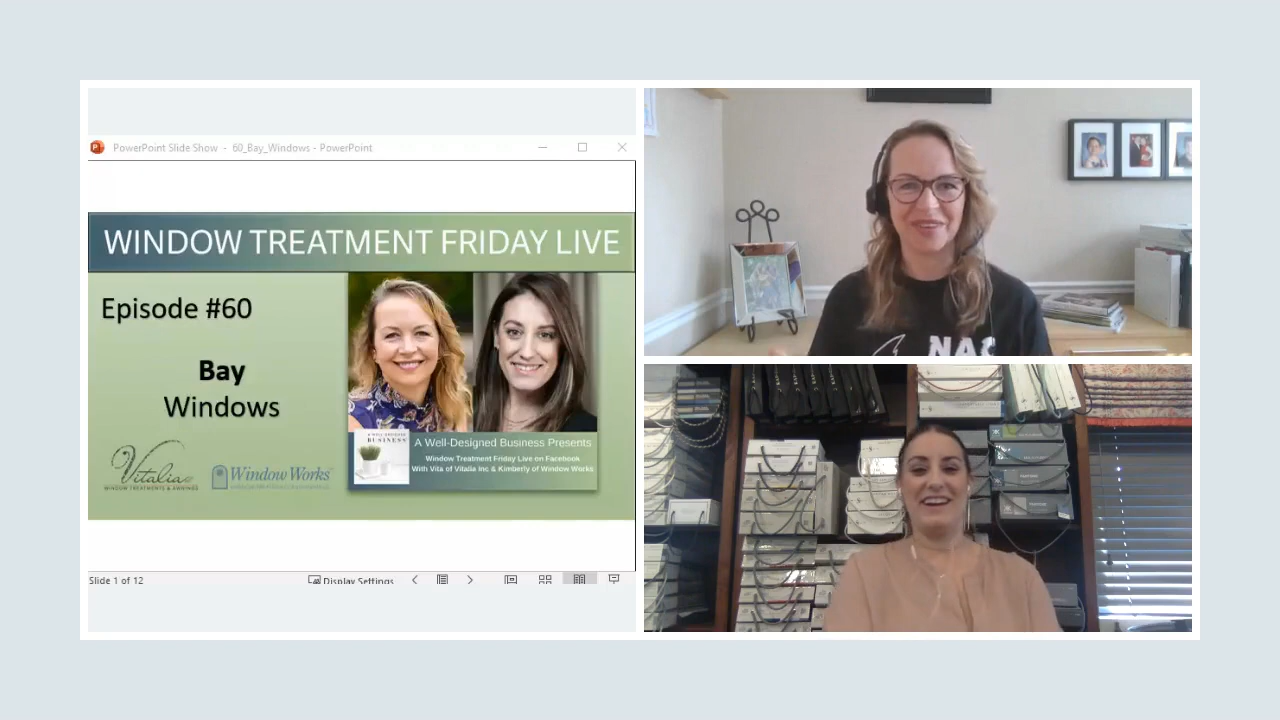 PowerPoint Slide Show - 60_Bay_Windows - PowerPoint
WINDOW TREATMENT FRIDAY LIVE
Episode #60
Bay
Windows
Vitalia
WINDOW TREATMENTS & AWNINGS
Window Works
BUSINESS
A Well-Designed Business Presents
Window Treatment Friday Live on Facebook
With Vita of Vitalia Inc & Kimberly of Window Works
Slide 1 of 12
Display Settings
NAC